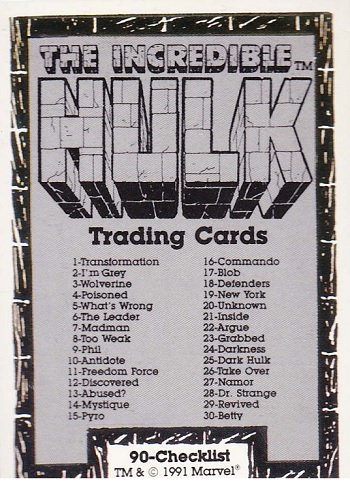 THE INCREDIBLE TM
HULK
Trading Cards
1-Transformation
2-I'm Grey
3-Wolverine
4-Poisoned
5-What's Wrong
6-The Leader
7-Madman
8-Too Weak
9-Phil
10-Antidote
11-Freedom Force
12-Discovered
13-Abused?
14-Mystique
15-Pyro
16-Commando
17-Blob
18-Defenders
19-New York
20-Unknown
21-Inside
22-Argue
23-Grabbed
24-Darkness
25-Dark Hulk
26-Take Over
27-Namor
28-Dr. Strange
29-Revived
30-Betty
90-Checklist
TM & © 1991 Marvel®